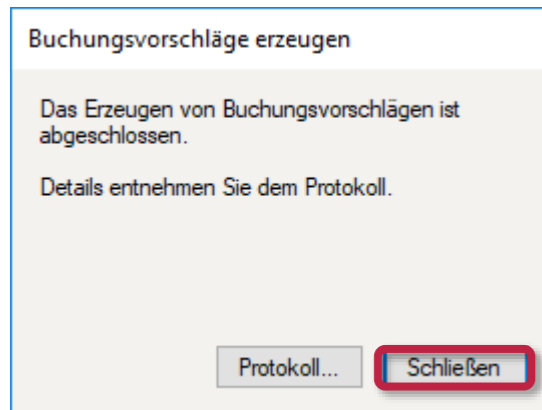 Buchungsvorschläge erzeugen
Das Erzeugen von Buchungsvorschlägen ist
abgeschlossen.
Details entnehmen Sie dem Protokoll.
Protokoll...
Schließen